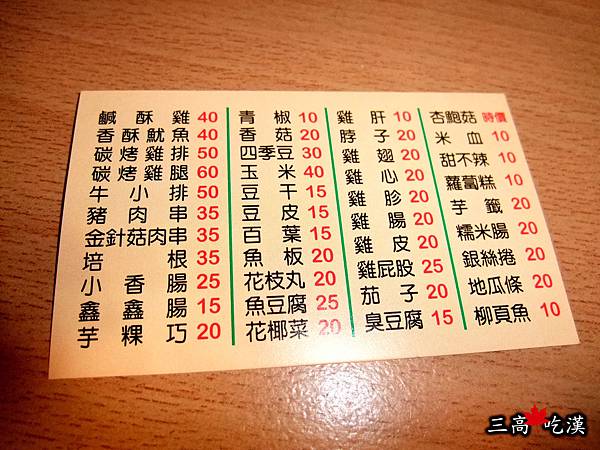 鹹酥雞 40
香酥魷魚 40
碳烤雞排 50
碳烤雞腿 60
牛小排 50
豬肉串 35
金針菇肉串 35
培根 35
小香腸 25
鑫鑫腸 15
芋粿巧 20
青椒 10
香菇 20
四季豆 30
玉米 40
豆干 15
豆皮 15
百葉 15
魚板 20
花枝丸 20
魚豆腐 25
花椰菜 20
雞肝 10
脖子 20
雞翅 20
雞心 20
雞胗 20
雞腸 20
雞皮 20
雞屁股 25
茄子 20
臭豆腐 15
杏鮑菇 時價
米血 10
甜不辣 10
蘿蔔糕 10
芋籤 20
糯米腸 20
銀絲捲 20
地瓜條 20
柳頁魚 10
三高吃漢